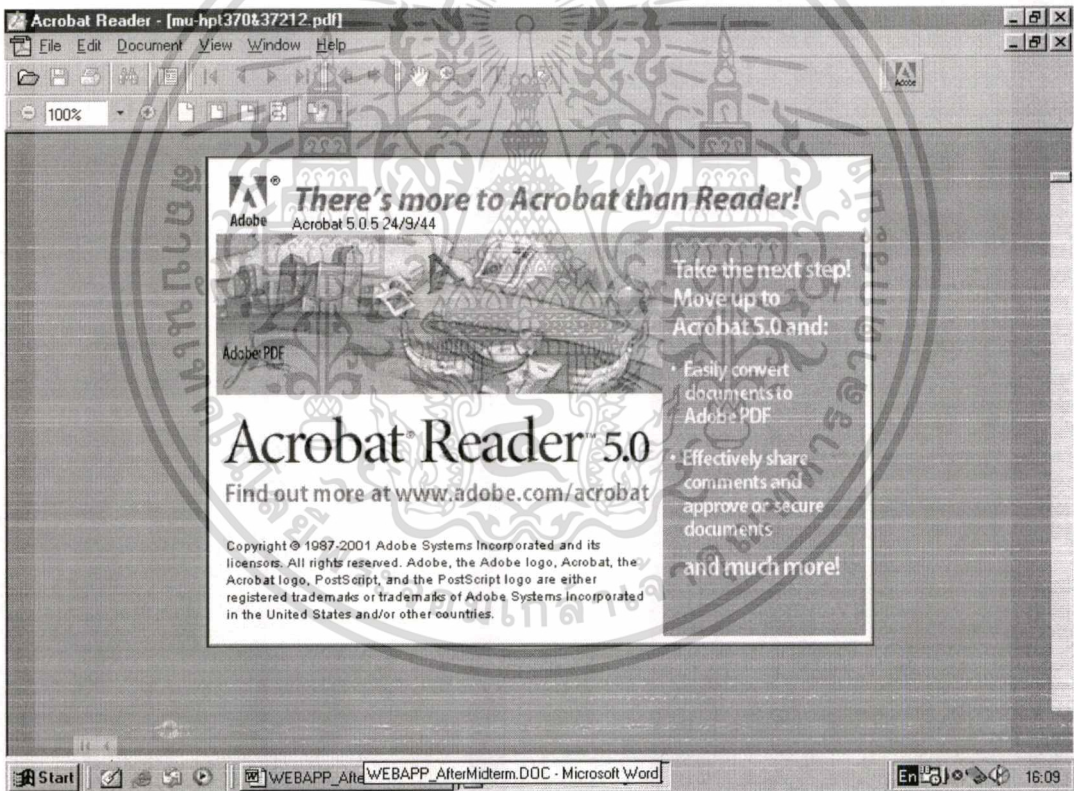 Acrobat Reader - [mu-hpt370&37212.pdf]
File Edit Document View Window Help
Adobe
100%
Adobe
There's more to Acrobat than Reader!
Acrobat 5.0.5 24/9/44
Adobe PDF
Take the next step!
Move up to
Acrobat 5.0 and:
• Easily convert
documents to
Adobe PDF
• Effectively share
comments and
approve or secure
documents
and much more!
Acrobat® Reader™ 5.0
Find out more at www.adobe.com/acrobat
Copyright © 1987-2001 Adobe Systems Incorporated and its
licensors. All rights reserved. Adobe, the Adobe logo, Acrobat, the
Acrobat logo, PostScript, and the PostScript logo are either
registered trademarks or trademarks of Adobe Systems Incorporated
in the United States and/or other countries.
Start
WEBAPP_Afte
WEBAPP_AfterMidterm.DOC - Microsoft Word
En
16:09